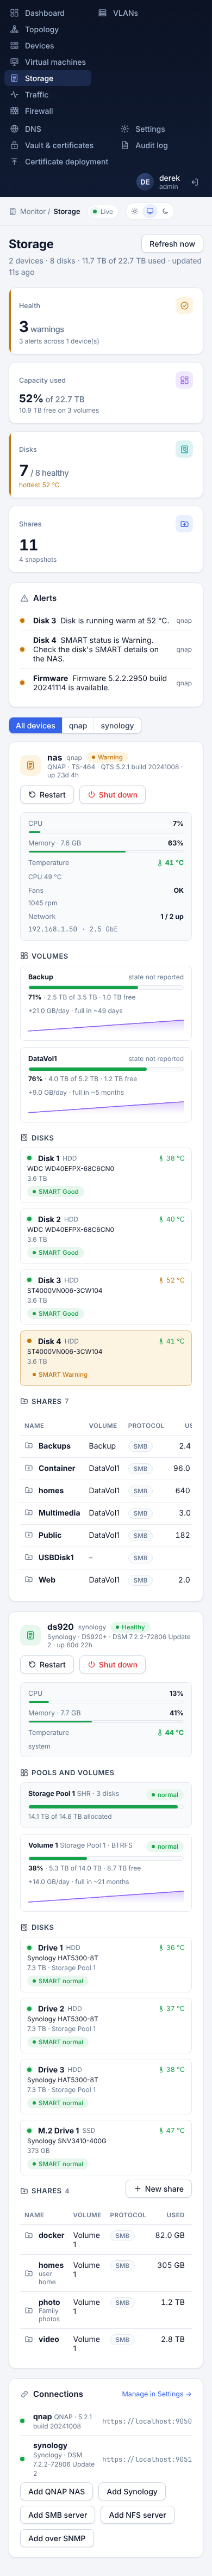 Dashboard
VLANs
Topology
Devices
Virtual machines
Storage
Traffic
Firewall
DNS
Settings
Vault & certificates
Audit log
Certificate deployment
DE
derek
admin
Monitor / Storage
Live
Storage
Refresh now
2 devices · 8 disks · 11.7 TB of 22.7 TB used · updated
11s ago
Health
3 warnings
3 alerts across 1 device(s)
Capacity used
52% of 22.7 TB
10.9 TB free on 3 volumes
Disks
7 / 8 healthy
hottest 52 °C
Shares
11
4 snapshots
Alerts
Disk 3 Disk is running warm at 52 °C.
qnap
Disk 4 SMART status is Warning.
Check the disk's SMART details on
the NAS.
qnap
Firmware Firmware 5.2.2.2950 build
20241114 is available.
qnap
All devices
qnap
synology
nas qnap Warning
QNAP · TS-464 · QTS 5.2.1 build 20241008 ·
up 23d 4h
Restart
Shut down
CPU
7%
Memory · 7.6 GB
63%
Temperature
41 °C
CPU 49 °C
Fans
OK
1045 rpm
Network
1 / 2 up
192.168.1.50 · 2.5 GbE
VOLUMES
Backup
state not reported
71% · 2.5 TB of 3.5 TB · 1.0 TB free
+21.0 GB/day · full in ~49 days
DataVol1
state not reported
76% · 4.0 TB of 5.2 TB · 1.2 TB free
+9.0 GB/day · full in ~5 months
DISKS
Disk 1 HDD
38 °C
WDC WD40EFPX-68C6CN0
3.6 TB
SMART Good
Disk 2 HDD
40 °C
WDC WD40EFPX-68C6CN0
3.6 TB
SMART Good
Disk 3 HDD
52 °C
ST4000VN006-3CW104
3.6 TB
SMART Good
Disk 4 HDD
41 °C
ST4000VN006-3CW104
3.6 TB
SMART Warning
SHARES 7
NAME VOLUME PROTOCOL US
Backups Backup SMB 2.4
Container DataVol1 SMB 96.0
homes DataVol1 SMB 640
Multimedia DataVol1 SMB 3.0
Public DataVol1 SMB 182
USBDisk1 – SMB
Web DataVol1 SMB 2.0
ds920 synology Healthy
Synology · DS920+ · DSM 7.2.2-72806 Update
2 · up 60d 22h
Restart
Shut down
CPU
13%
Memory · 7.7 GB
41%
Temperature
44 °C
system
POOLS AND VOLUMES
Storage Pool 1 SHR · 3 disks
normal
14.1 TB of 14.6 TB allocated
Volume 1 Storage Pool 1 · BTRFS
normal
38% · 5.3 TB of 14.0 TB · 8.7 TB free
+14.0 GB/day · full in ~21 months
DISKS
Drive 1 HDD
36 °C
Synology HAT5300-8T
7.3 TB · Storage Pool 1
SMART normal
Drive 2 HDD
37 °C
Synology HAT5300-8T
7.3 TB · Storage Pool 1
SMART normal
Drive 3 HDD
38 °C
Synology HAT5300-8T
7.3 TB · Storage Pool 1
SMART normal
M.2 Drive 1 SSD
47 °C
Synology SNV3410-400G
373 GB
SMART normal
SHARES 4
New share
NAME VOLUME PROTOCOL USED
docker Volume 1 SMB 82.0 GB
homes Volume 1 SMB 305 GB
user home
photo Volume 1 SMB 1.2 TB
Family photos
video Volume 1 SMB 2.8 TB
Connections
Manage in Settings →
qnap QNAP · 5.2.1
build 20241008
https://localhost:9050
synology
Synology · DSM
7.2.2-72806 Update
2
https://localhost:9051
Add QNAP NAS
Add Synology
Add SMB server
Add NFS server
Add over SNMP